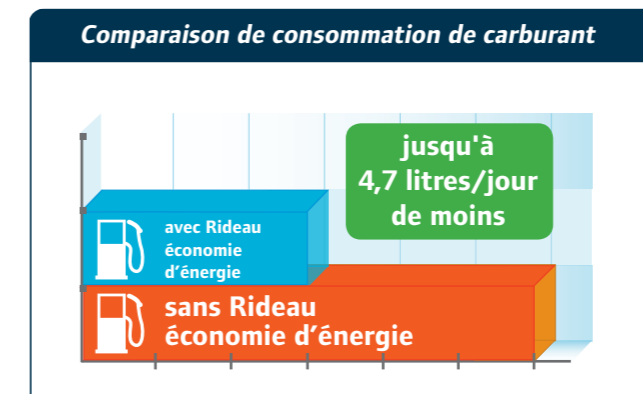 Comparaison de consommation de carburant
jusqu'à
4,7 litres/jour
de moins
avec Rideau
économie
d'énergie
sans Rideau
économie d'énergie